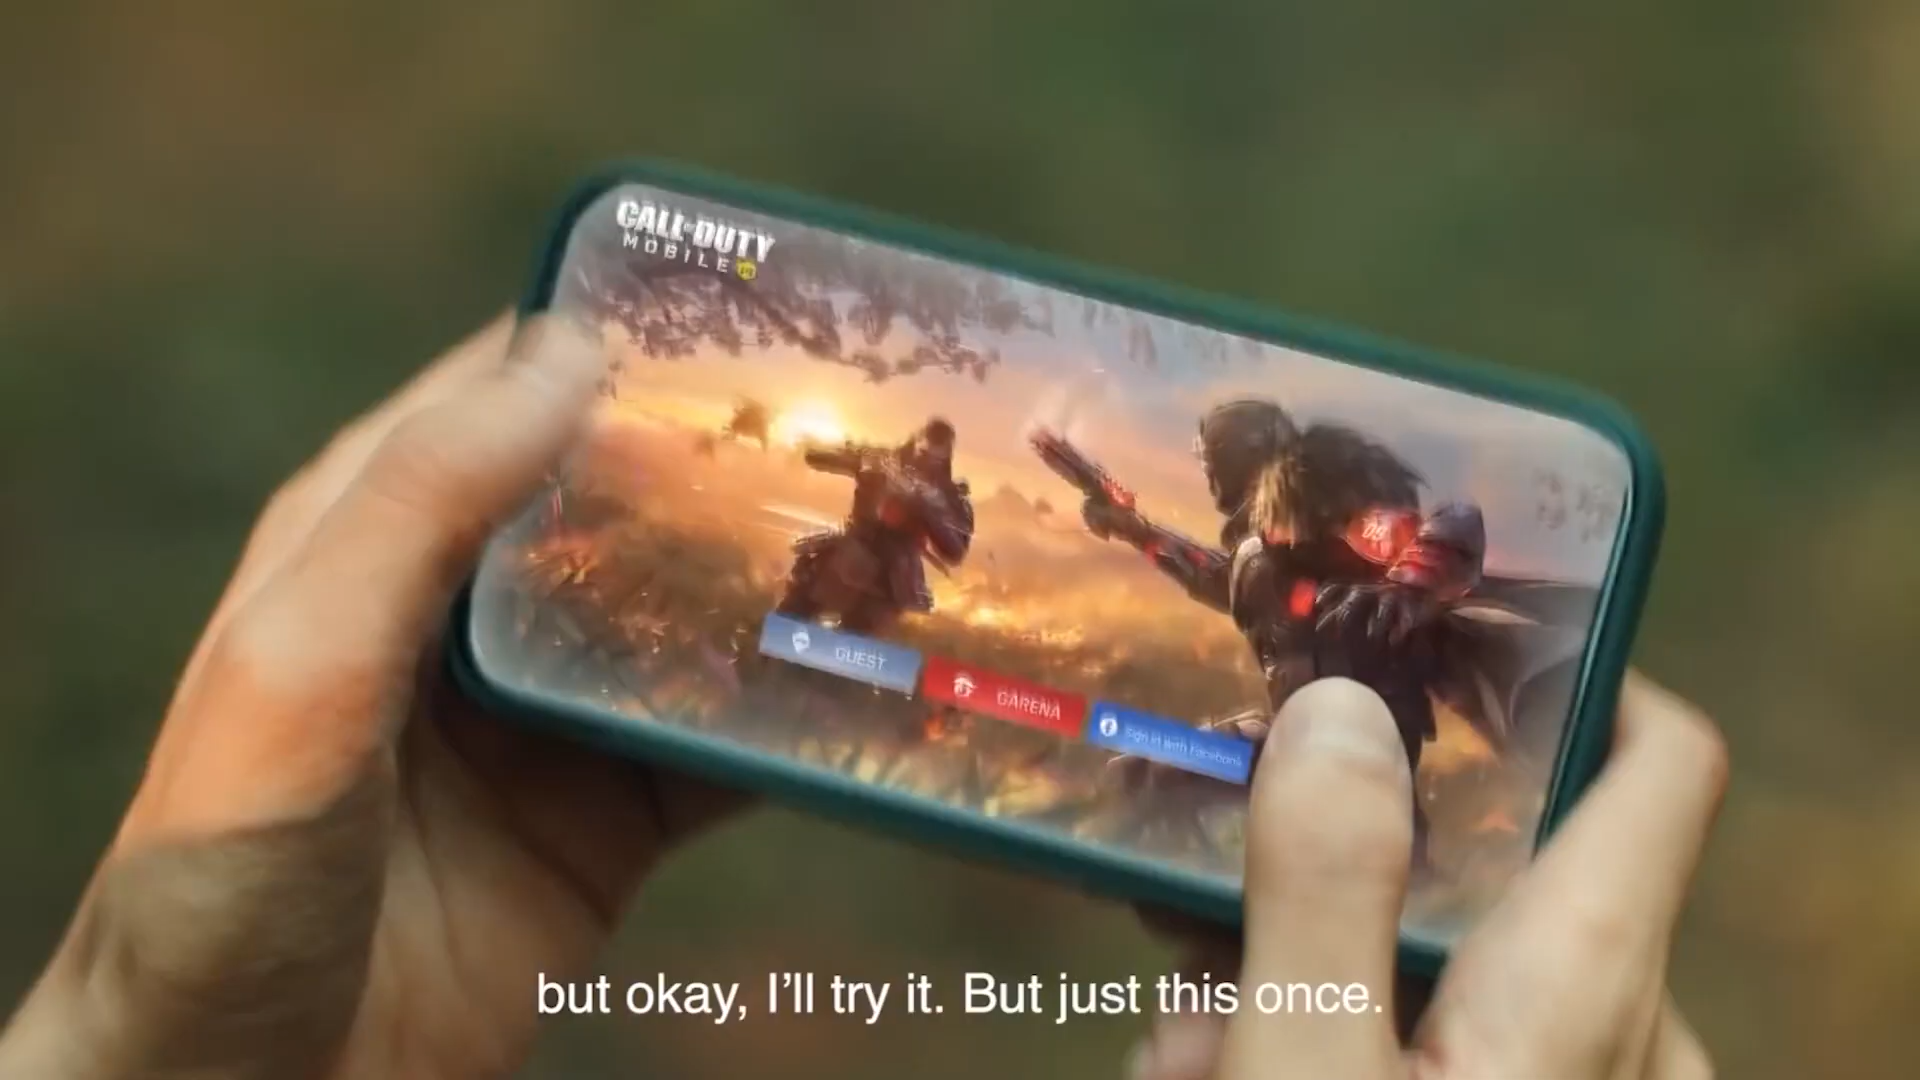 CALL OF DUTY
MOBILE
GUEST
GARENA
Sign in with Facebook
09
but okay, I’ll try it. But just this once.